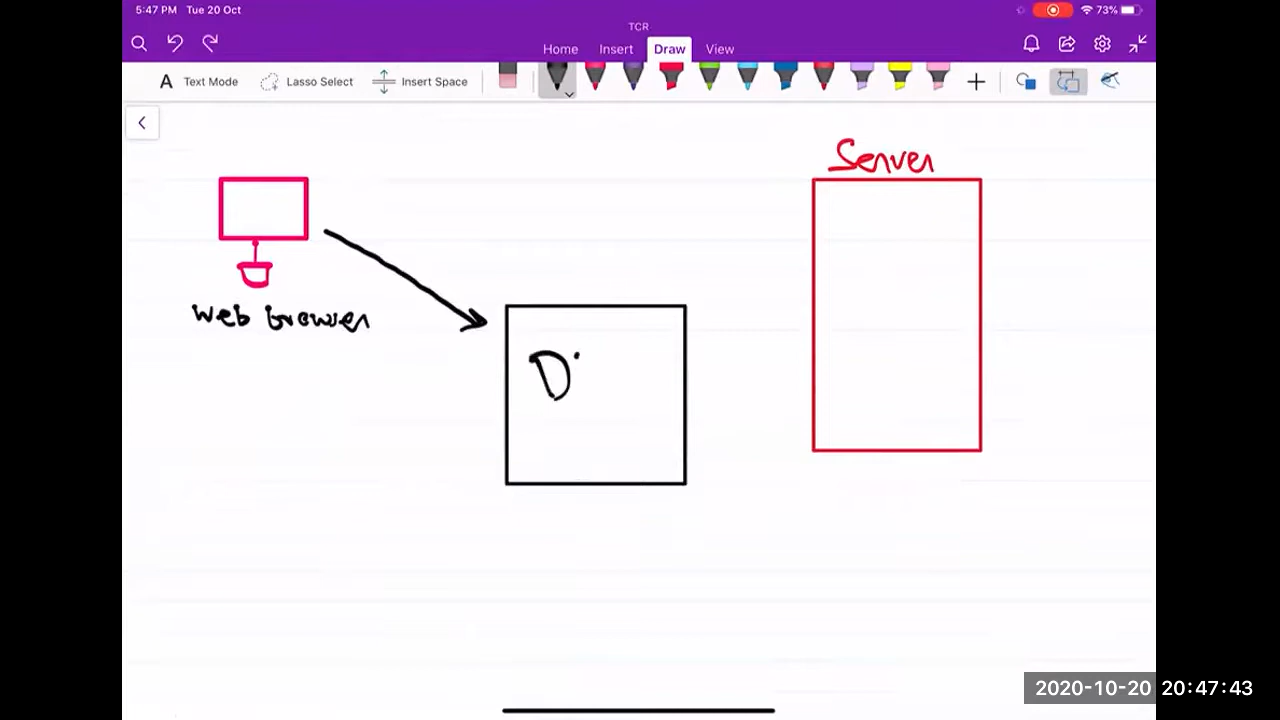 5:47 PM Tue 20 Oct
73%
TCR
Home Insert Draw View
A Text Mode Lasso Select Insert Space
Server
Web browser
D
2020-10-20 20:47:43